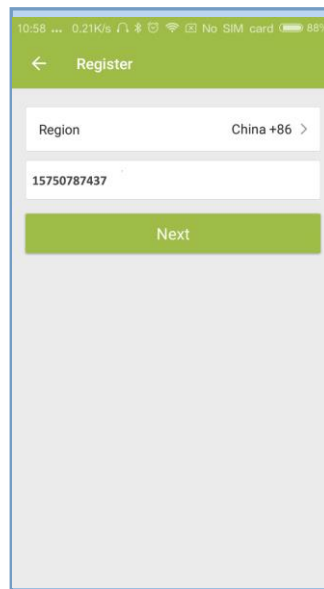 10:58 ... 0.21K/s No SIM card 88%
Register
Region China +86 >
15750787437
Next